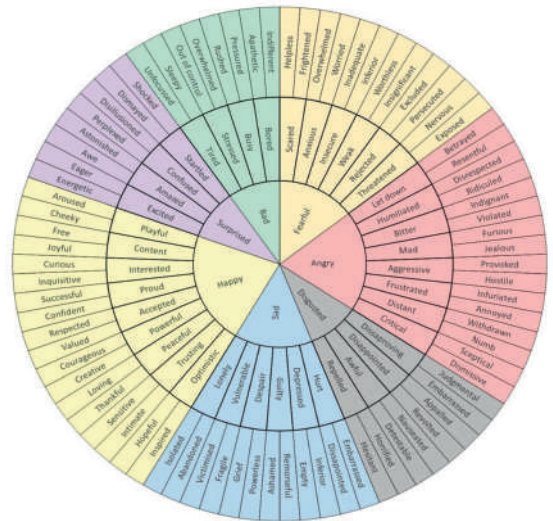 Fearful
Angry
Disgusted
Sad
Happy
Surprised
Bad
Scared
Anxious
Insecure
Weak
Rejected
Threatened
Let down
Humiliated
Bitter
Mad
Aggressive
Frustrated
Distant
Critical
Disapproving
Disappointed
Awful
Repelled
Hurt
Depressed
Guilty
Despair
Vulnerable
Lonely
Optimistic
Trusting
Peaceful
Powerful
Accepted
Proud
Interested
Content
Playful
Excited
Amazed
Confused
Startled
Tired
Stressed
Busy
Bored
Helpless
Frightened
Overwhelmed
Worried
Inadequate
Inferior
Worthless
Insignificant
Excluded
Persecuted
Nervous
Exposed
Betrayed
Resentful
Disrespected
Ridiculed
Indignant
Violated
Furious
Jealous
Provoked
Hostile
Infuriated
Annoyed
Withdrawn
Numb
Sceptical
Dismissive
Judgmental
Embarrassed
Appalled
Revolted
Nauseated
Detestable
Horrified
Hesitant
Embarrassed
Disappointed
Inferior
Empty
Remorseful
Ashamed
Powerless
Grief
Fragile
Victimised
Abandoned
Isolated
Inspired
Hopeful
Intimate
Sensitive
Thankful
Loving
Creative
Courageous
Valued
Respected
Confident
Successful
Inquisitive
Curious
Joyful
Free
Cheeky
Aroused
Energetic
Eager
Awe
Astonished
Perplexed
Disillusioned
Dismayed
Shocked
Unfocused
Sleepy
Out of control
Overwhelmed
Rushed
Pressured
Apathetic
Indifferent